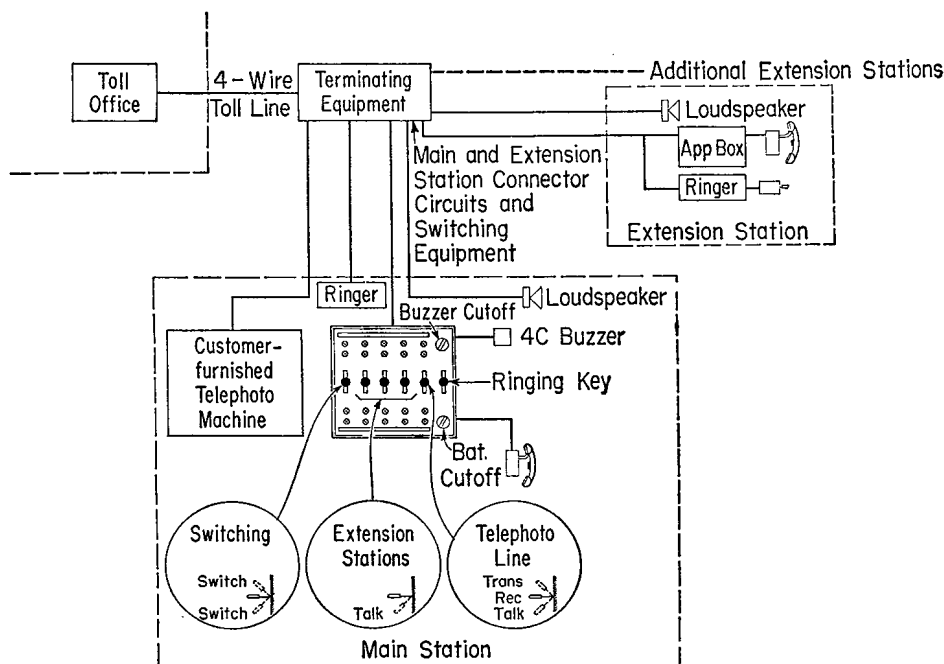 Toll
Office
4-Wire
Toll Line
Terminating
Equipment
Additional Extension Stations
Loudspeaker
App Box
Ringer
Extension Station
Main and Extension
Station Connector
Circuits and
Switching
Equipment
Ringer
Loudspeaker
Buzzer Cutoff
4C Buzzer
Customer-
furnished
Telephoto
Machine
Ringing Key
Bat.
Cutoff
Switching
Switch
Switch
Extension
Stations
Talk
Telephoto
Line
Trans
Rec
Talk
Main Station